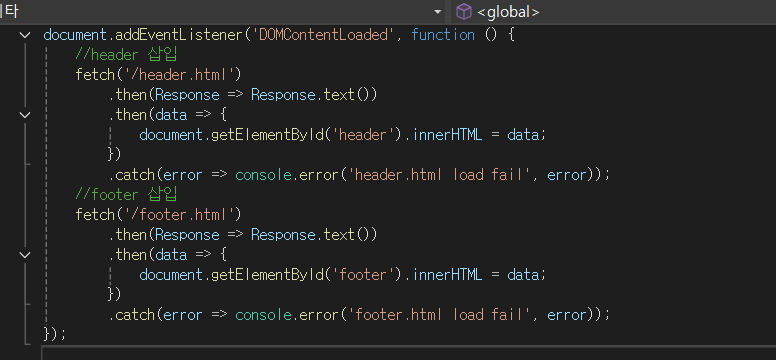 타 <global>
document.addEventListener('DOMContentLoaded', function () {
//header 삽입
fetch('/header.html')
.then(Response => Response.text())
.then(data => {
document.getElementById('header').innerHTML = data;
})
.catch(error => console.error('header.html load fail', error));
//footer 삽입
fetch('/footer.html')
.then(Response => Response.text())
.then(data => {
document.getElementById('footer').innerHTML = data;
})
.catch(error => console.error('footer.html load fail', error));
});